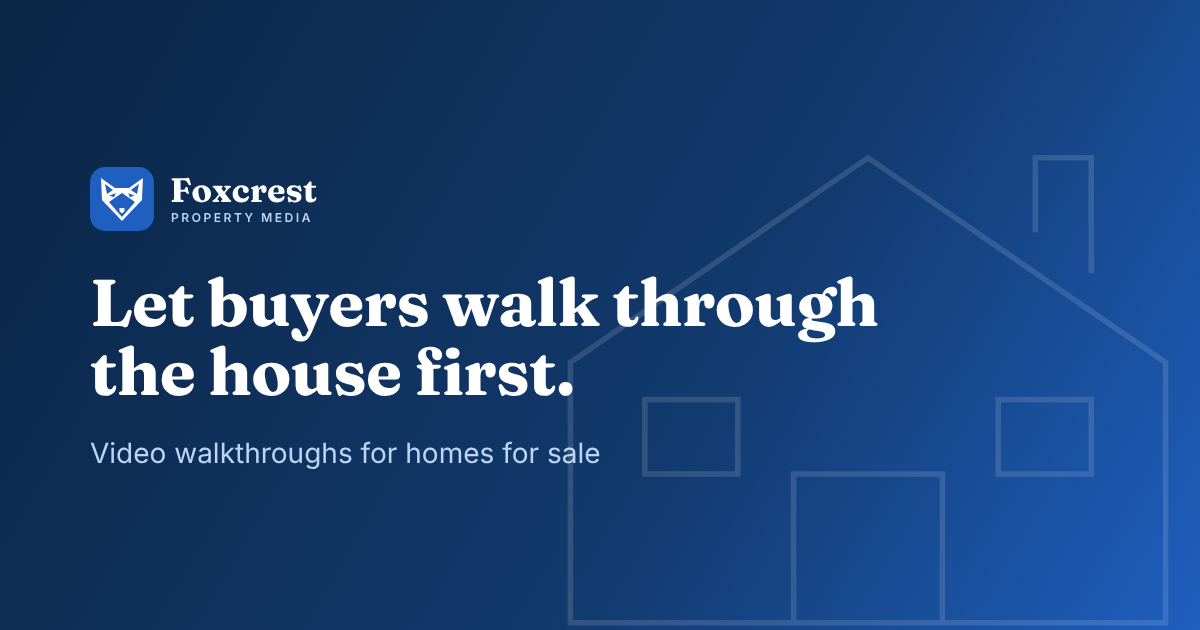 Foxcrest
PROPERTY MEDIA
Let buyers walk through
the house first.
Video walkthroughs for homes for sale